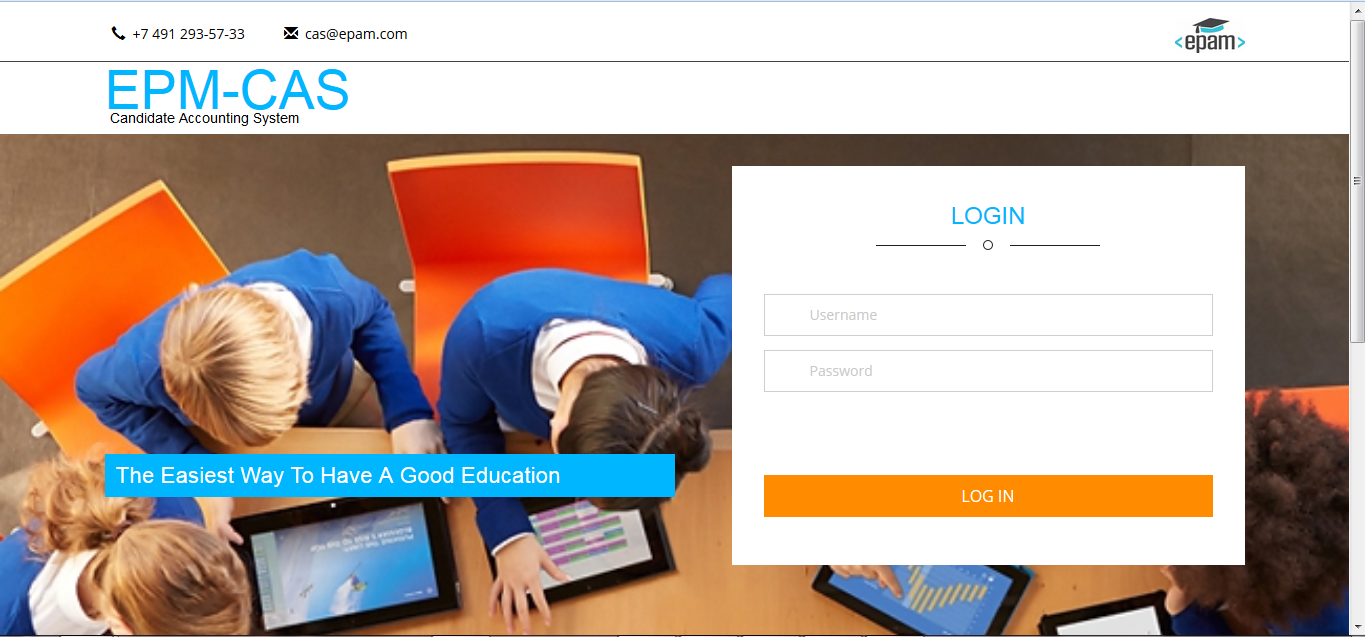 +7 491 293-57-33 cas@epam.com
<epam>
EPM-CAS
Candidate Accounting System
LOGIN
Username
Password
The Easiest Way To Have A Good Education
LOG IN